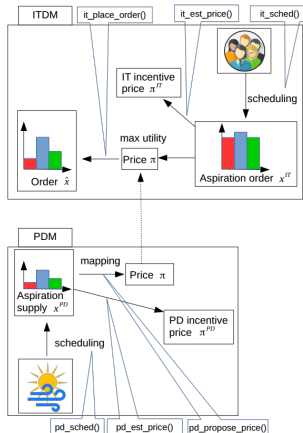 ITDM
it_place_order()
it_est_price()
it_sched()
IT incentive
price π^IT
scheduling
max utility
Price π
Order x̂
Aspiration order x^IT
PDM
mapping
Price π
Aspiration
supply x^PD
PD incentive
price π^PD
scheduling
pd_sched()
pd_est_price()
pd_propose_price()